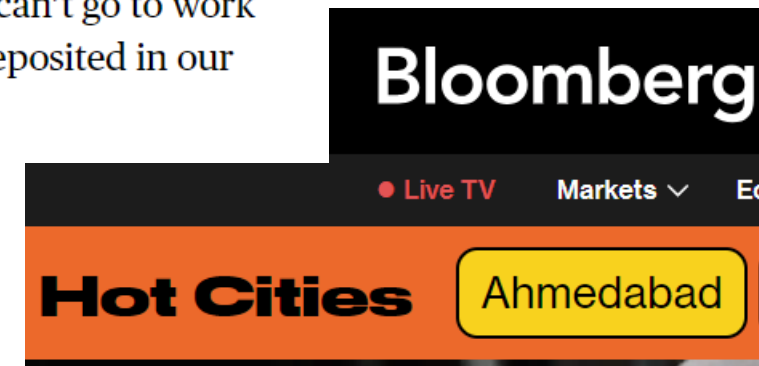 can't go to work
eposited in our
Bloomberg
Live TV Markets
Hot Cities Ahmedabad